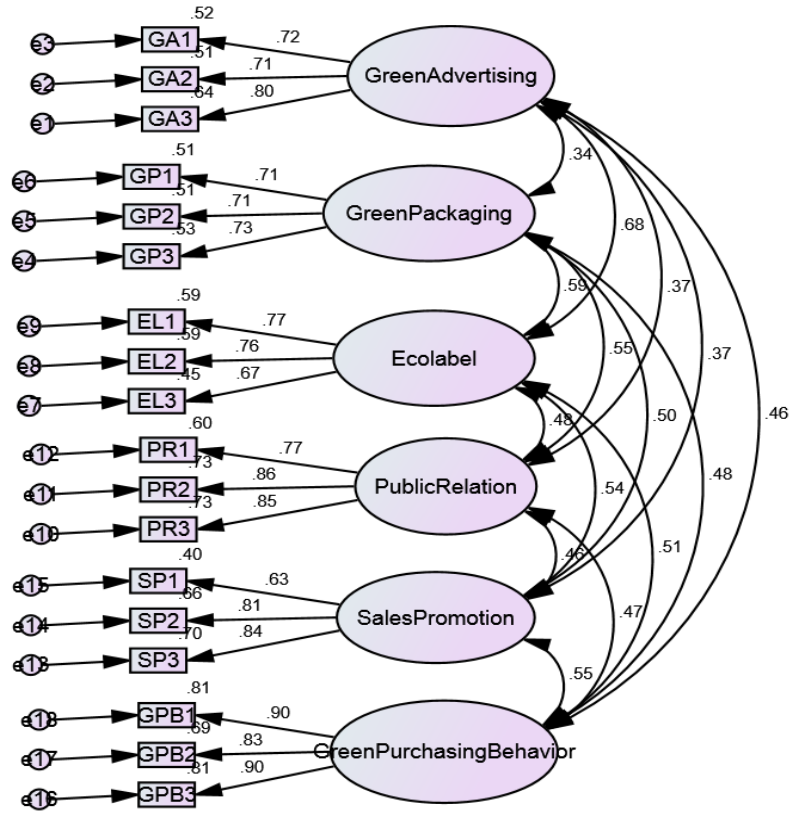 .52
e3 GA1 .72
.51
e2 GA2 .71 GreenAdvertising
.64 .80
e1 GA3
.34
.51
e6 GP1 .71
.51
e5 GP2 .71 GreenPackaging
.53 .73
e4 GP3
.68
.59 .37
.59
e9 EL1 .77
.59
e8 EL2 .76 Ecolabel .55 .37
.45 .67
e7 EL3
.60 .48 .50 .46
e12 PR1 .77
.73
e11 PR2 .86 PublicRelation .54 .48
.73 .85
e10 PR3
.40 .46 .51
e15 SP1 .63
.66
e14 SP2 .81 SalesPromotion .47
.70 .84
e13 SP3
.81 .55
e18 GPB1 .90
.69
e17 GPB2 .83 GreenPurchasingBehavior
.81 .90
e16 GPB3